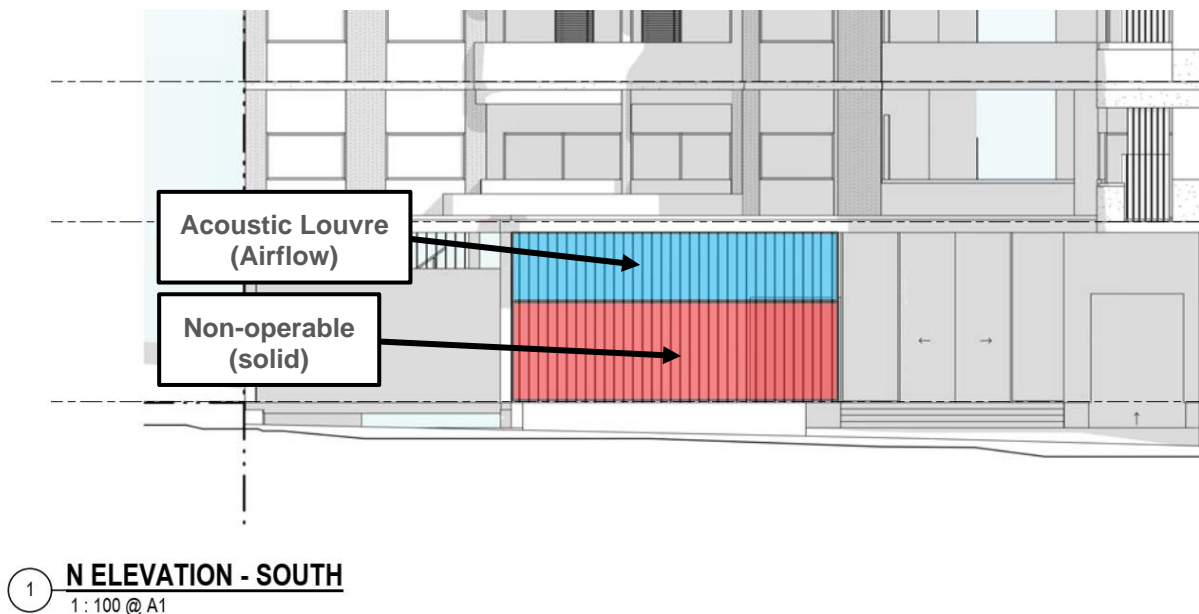 Acoustic Louvre
(Airflow)
Non-operable
(solid)
1
N ELEVATION - SOUTH
1 : 100 @ A1